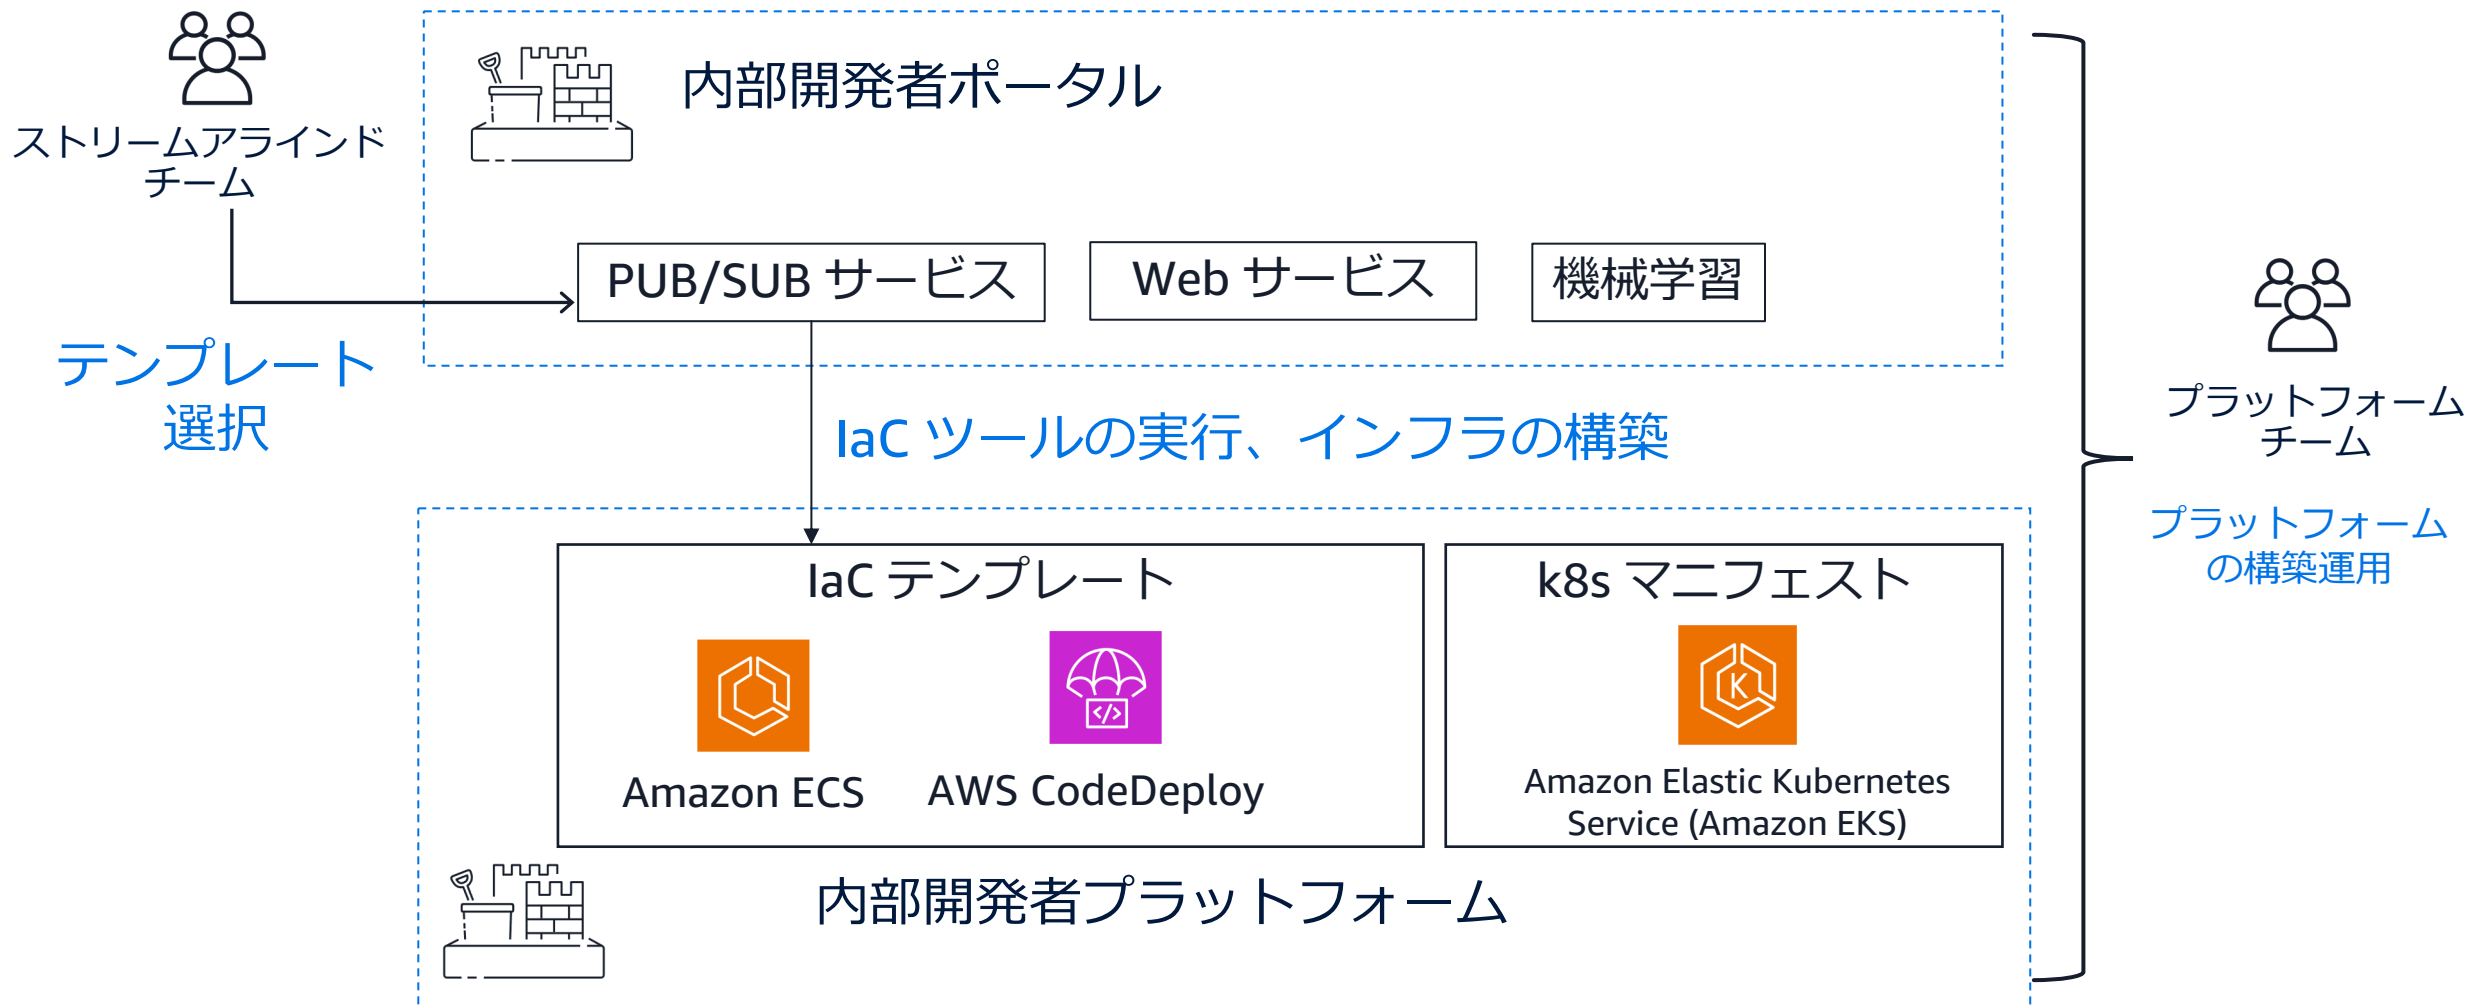 ストリームアラインド
チーム
テンプレート
選択
内部開発者ポータル
PUB/SUB サービス
Web サービス
機械学習
IaC ツールの実行、インフラの構築
IaC テンプレート
Amazon ECS
AWS CodeDeploy
k8s マニフェスト
Amazon Elastic Kubernetes
Service (Amazon EKS)
内部開発者プラットフォーム
プラットフォーム
チーム
プラットフォーム
の構築運用